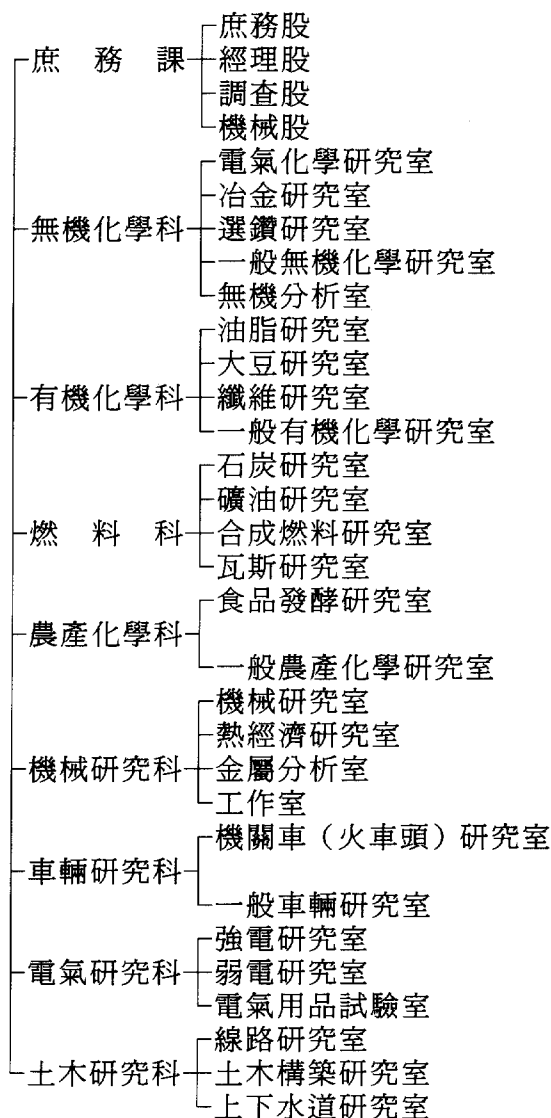 庶務股
庶務課
經理股
調查股
機械股
電氣化學研究室
冶金研究室
無機化學科
選鑽研究室
一般無機化學研究室
無機分析室
油脂研究室
大豆研究室
有機化學科
纖維研究室
一般有機化學研究室
石炭研究室
礦油研究室
燃料科
合成燃料研究室
瓦斯研究室
食品發酵研究室
農產化學科
一般農產化學研究室
機械研究室
熱經濟研究室
機械研究科
金屬分析室
工作室
機關車（火車頭）研究室
車輛研究科
一般車輛研究室
強電研究室
電氣研究科
弱電研究室
電氣用品試驗室
線路研究室
土木研究科
土木構築研究室
上下水道研究室